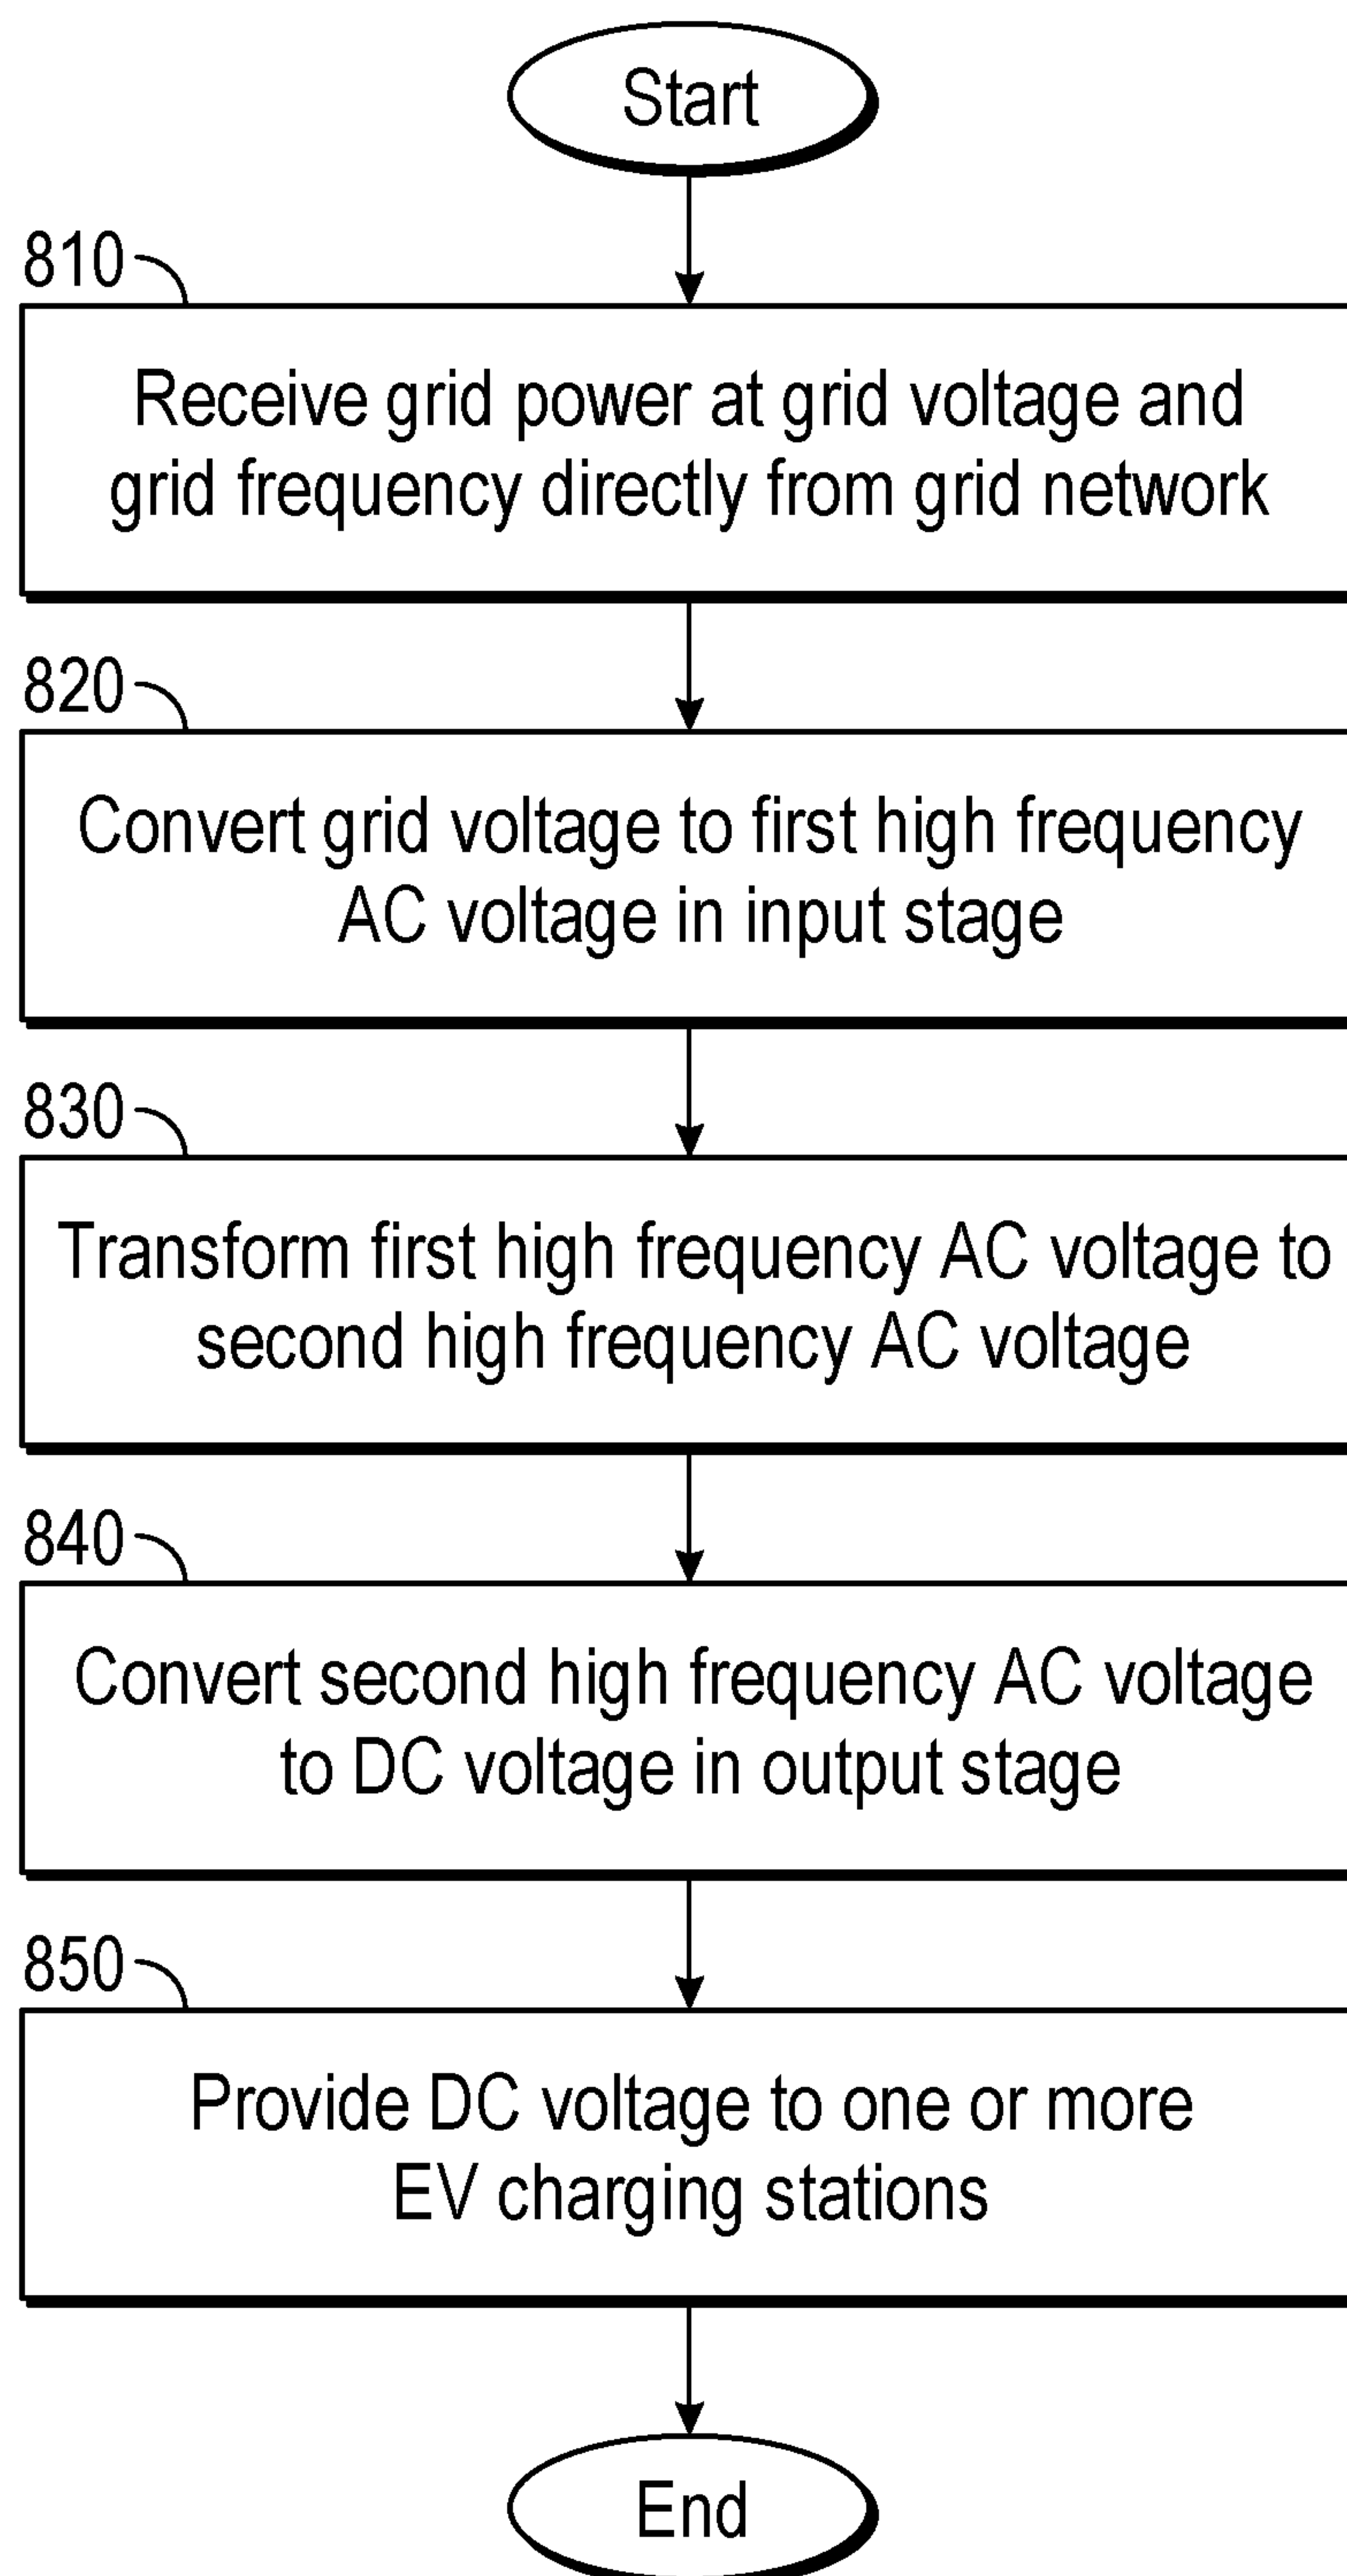 Start
810
Receive grid power at grid voltage and
grid frequency directly from grid network
820
Convert grid voltage to first high frequency
AC voltage in input stage
830
Transform first high frequency AC voltage to
second high frequency AC voltage
840
Convert second high frequency AC voltage
to DC voltage in output stage
850
Provide DC voltage to one or more
EV charging stations
End